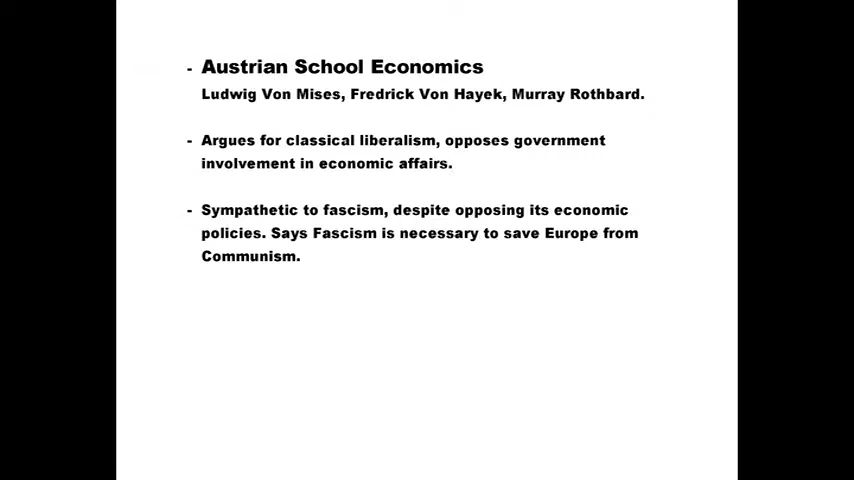 - Austrian School Economics
Ludwig Von Mises, Fredrick Von Hayek, Murray Rothbard.
- Argues for classical liberalism, opposes government
involvement in economic affairs.
- Sympathetic to fascism, despite opposing its economic
policies. Says Fascism is necessary to save Europe from
Communism.